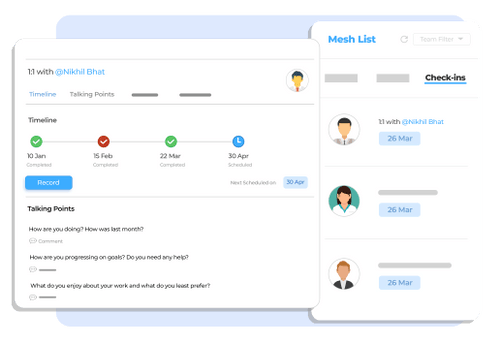 1:1 with @Nikhil Bhat
Timeline
Talking Points
Timeline
10 Jan
Completed
15 Feb
Completed
22 Mar
Completed
30 Apr
Scheduled
Record
Next Scheduled on
30 Apr
Talking Points
How are you doing? How was last month?
Comment
How are you progressing on goals? Do you need any help?
What do you enjoy about your work and what do you least prefer?
Mesh List
Team Filter
Check-ins
1:1 with @Nikhil Bhat
26 Mar
26 Mar
26 Mar